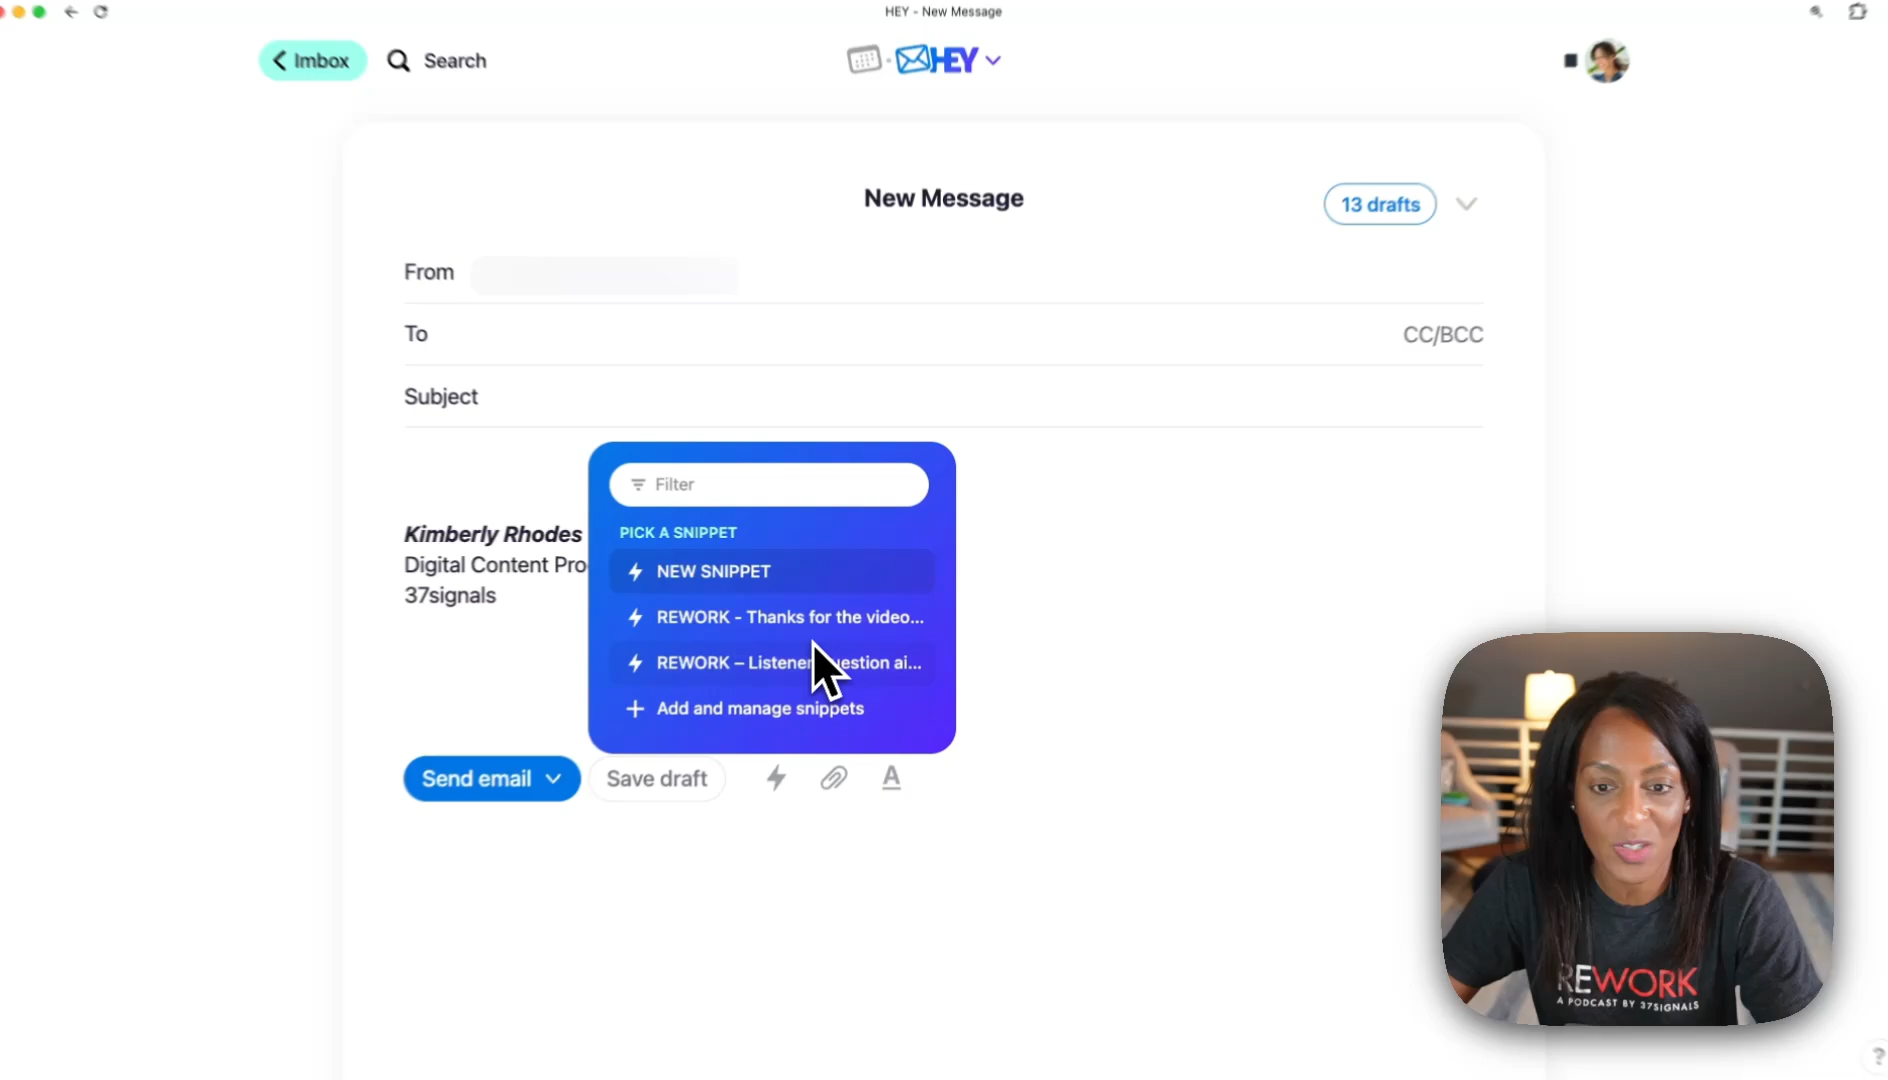 HEY - New Message
Imbox
Search
HEY
New Message
13 drafts
From
To
CC/BCC
Subject
Filter
PICK A SNIPPET
NEW SNIPPET
REWORK - Thanks for the video...
REWORK – Listener uestion ai...
Add and manage snippets
Kimberly Rhodes
Digital Content Pro
37signals
Send email
Save draft
A
REWORK
A PODCAST BY 37SIGNALS
?